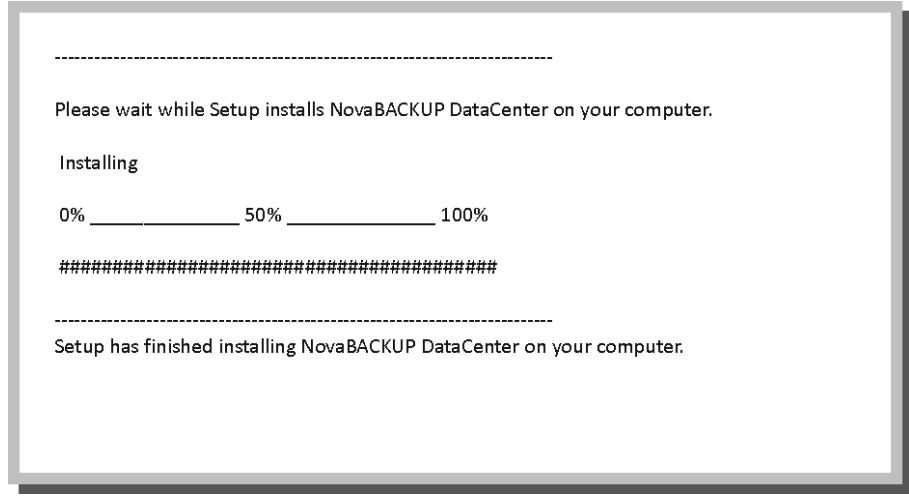 ----------------------------------------------------------------------------
Please wait while Setup installs NovaBACKUP DataCenter on your computer.
Installing
0% ______________ 50% ______________ 100%
#########################################
----------------------------------------------------------------------------
Setup has finished installing NovaBACKUP DataCenter on your computer.